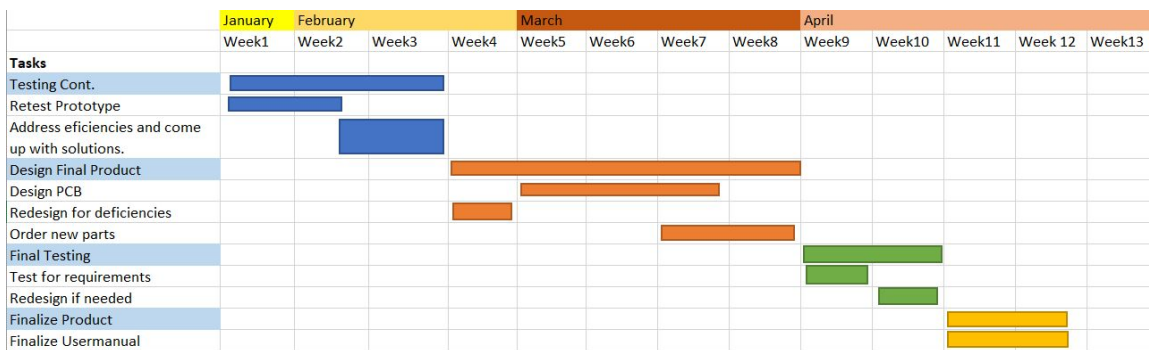 January February March April
Week1 Week2 Week3 Week4 Week5 Week6 Week7 Week8 Week9 Week10 Week11 Week 12 Week13
Tasks
Testing Cont.
Retest Prototype
Address eficiencies and come
up with solutions.
Design Final Product
Design PCB
Redesign for deficiencies
Order new parts
Final Testing
Test for requirements
Redesign if needed
Finalize Product
Finalize Usermanual